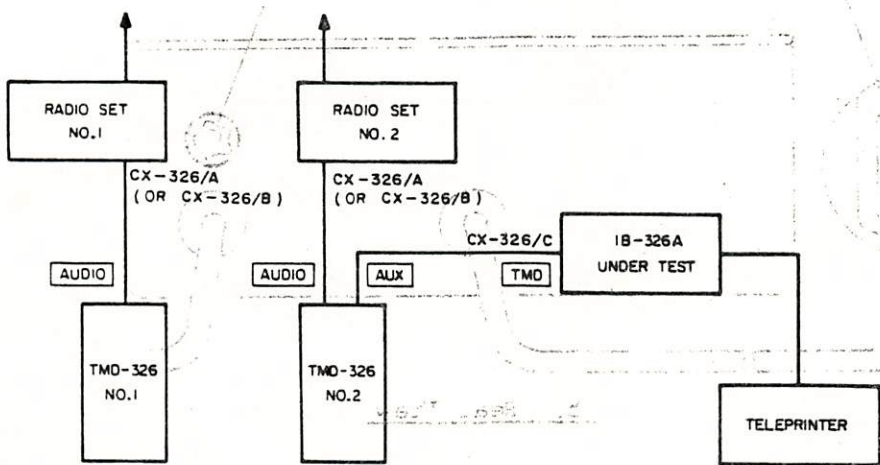 RADIO SET
NO.1
RADIO SET
NO. 2
CX-326/A
(OR CX-326/B)
CX-326/A
(OR CX-326/B)
CX-326/C
IB-326A
UNDER TEST
AUDIO
AUDIO
AUX
TMD
TMD-326
NO.1
TMD-326
NO.2
TELEPRINTER